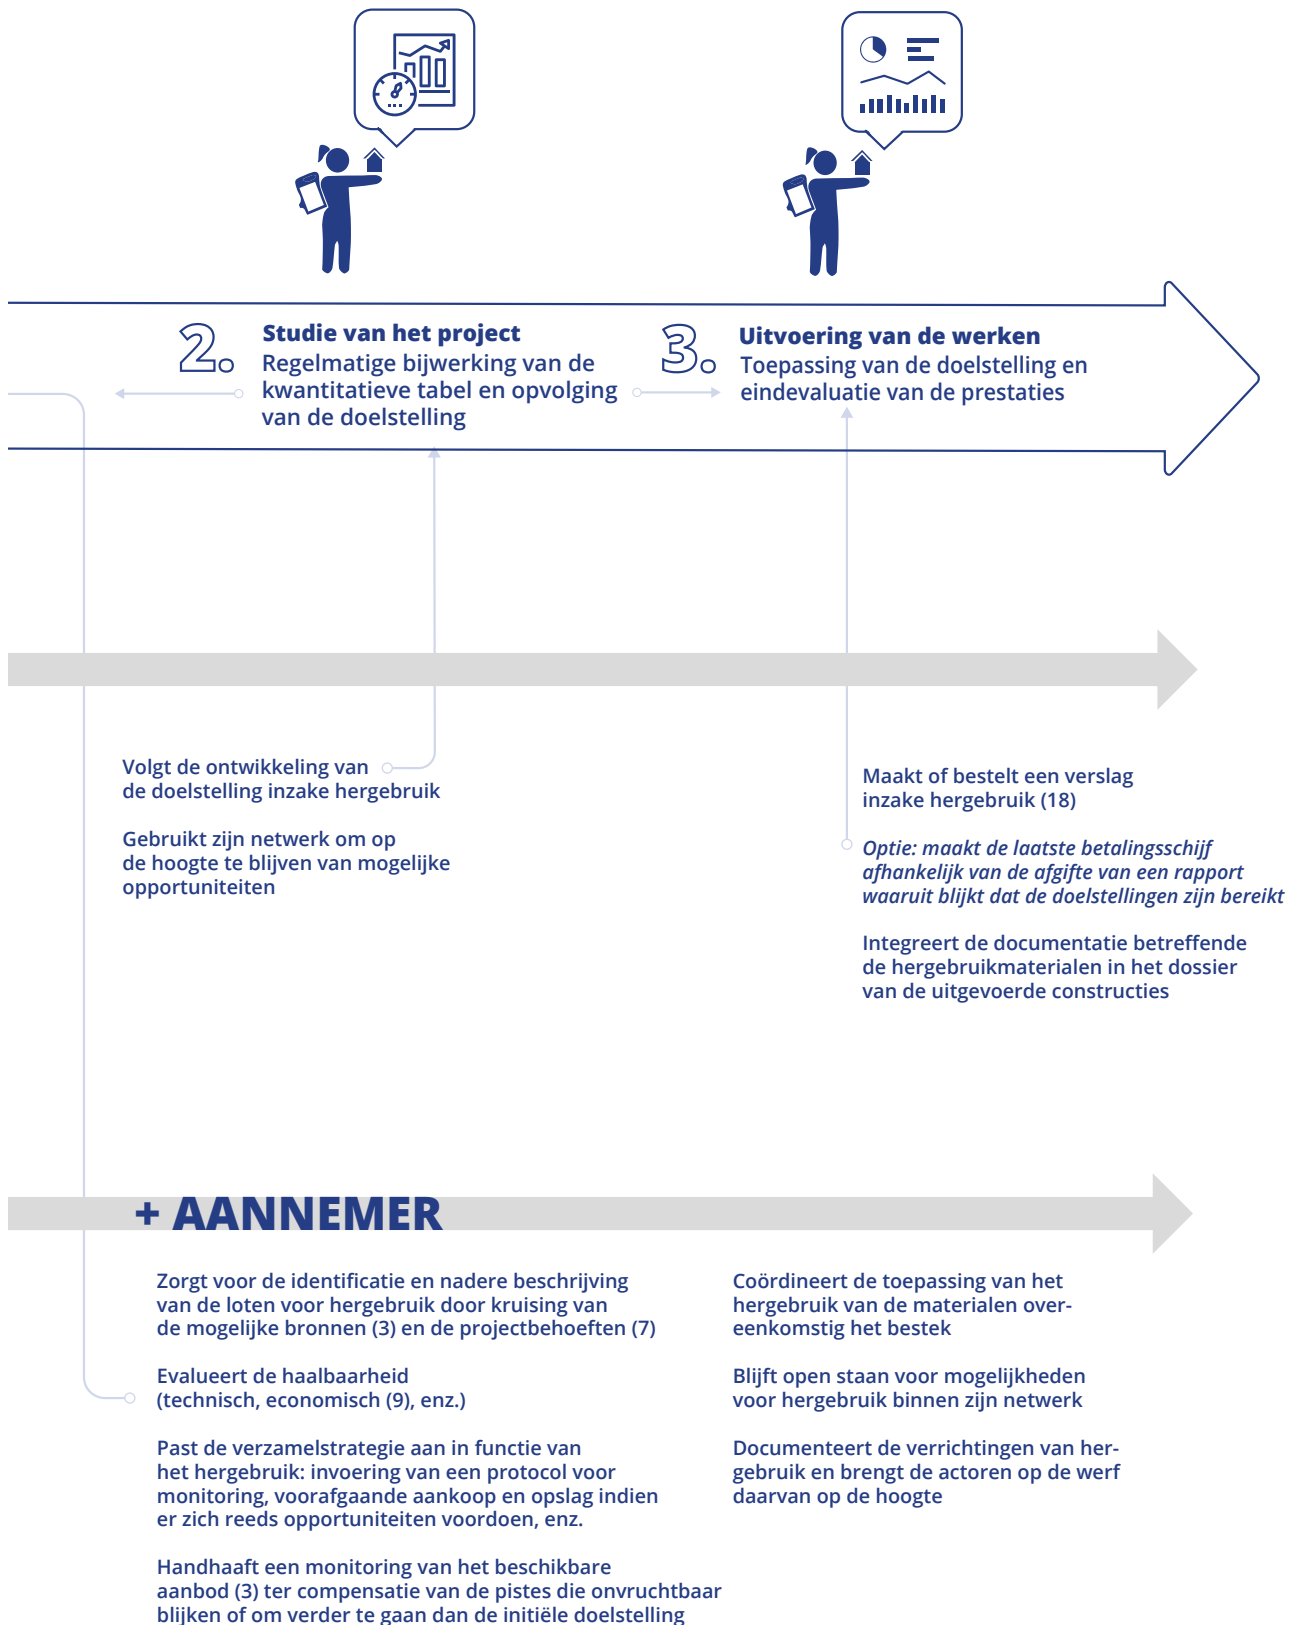 2.
Studie van het project
Regelmatige bijwerking van de
kwantitatieve tabel en opvolging
van de doelstelling
3.
Uitvoering van de werken
Toepassing van de doelstelling en
eindevaluatie van de prestaties
Volgt de ontwikkeling van
de doelstelling inzake hergebruik
Gebruikt zijn netwerk om op
de hoogte te blijven van mogelijke
opportuniteiten
Maakt of bestelt een verslag
inzake hergebruik (18)
Optie: maakt de laatste betalingsschijf
afhankelijk van de afgifte van een rapport
waaruit blijkt dat de doelstellingen zijn bereikt
Integreert de documentatie betreffende
de hergebruikmaterialen in het dossier
van de uitgevoerde constructies
+ AANNEMER
Zorgt voor de identificatie en nadere beschrijving
van de loten voor hergebruik door kruising van
de mogelijke bronnen (3) en de projectbehoeften (7)
Evalueert de haalbaarheid
(technisch, economisch (9), enz.)
Past de verzamelstrategie aan in functie van
het hergebruik: invoering van een protocol voor
monitoring, voorafgaande aankoop en opslag indien
er zich reeds opportuniteiten voordoen, enz.
Handhaaft een monitoring van het beschikbare
aanbod (3) ter compensatie van de pistes die onvruchtbaar
blijken of om verder te gaan dan de initiële doelstelling
Coördineert de toepassing van het
hergebruik van de materialen over-
eenkomstig het bestek
Blijft open staan voor mogelijkheden
voor hergebruik binnen zijn netwerk
Documenteert de verrichtingen van her-
gebruik en brengt de actoren op de werf
daarvan op de hoogte